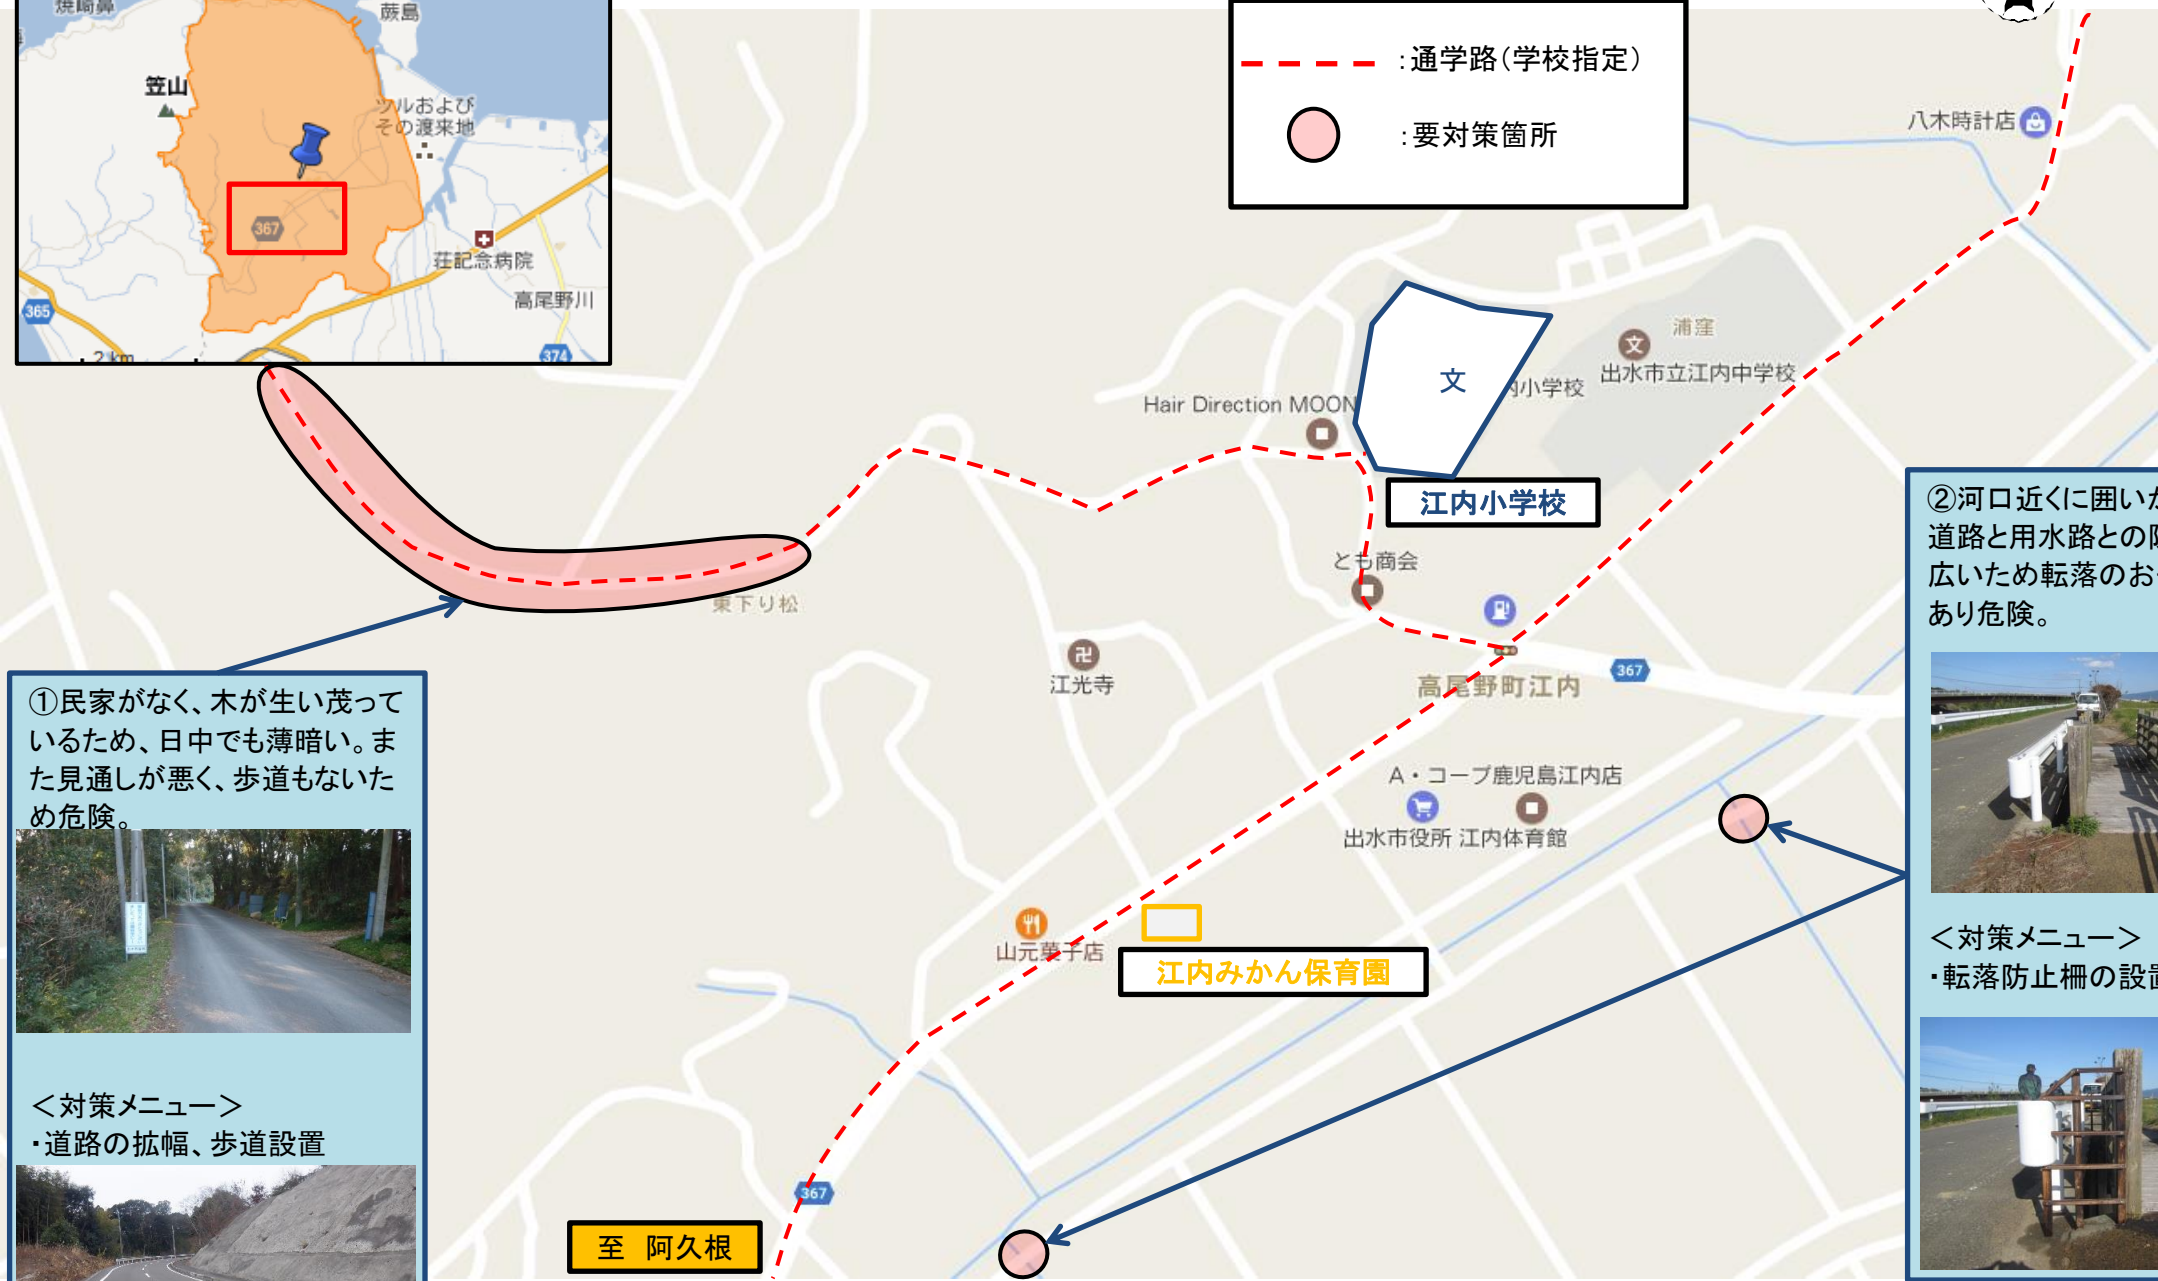 蕨島
笠山
ツルおよび
その渡来地
367
荘記念病院
高尾野川
365
374
2 km
:通学路(学校指定)
:要対策箇所
八木時計店
浦窪
文
出水市立江内中学校
文
内小学校
Hair Direction MOON
江内小学校
とも商会
東下り松
卍
江光寺
367
高尾野町江内
A・コープ鹿児島江内店
出水市役所 江内体育館
山元菓子店
江内みかん保育園
367
至 阿久根
①民家がなく、木が生い茂って
いるため、日中でも薄暗い。ま
た見通しが悪く、歩道もないた
め危険。
<対策メニュー>
・道路の拡幅、歩道設置
②河口近くに囲いが
道路と用水路との
広いため転落のお
あり危険。
<対策メニュー>
・転落防止柵の設置